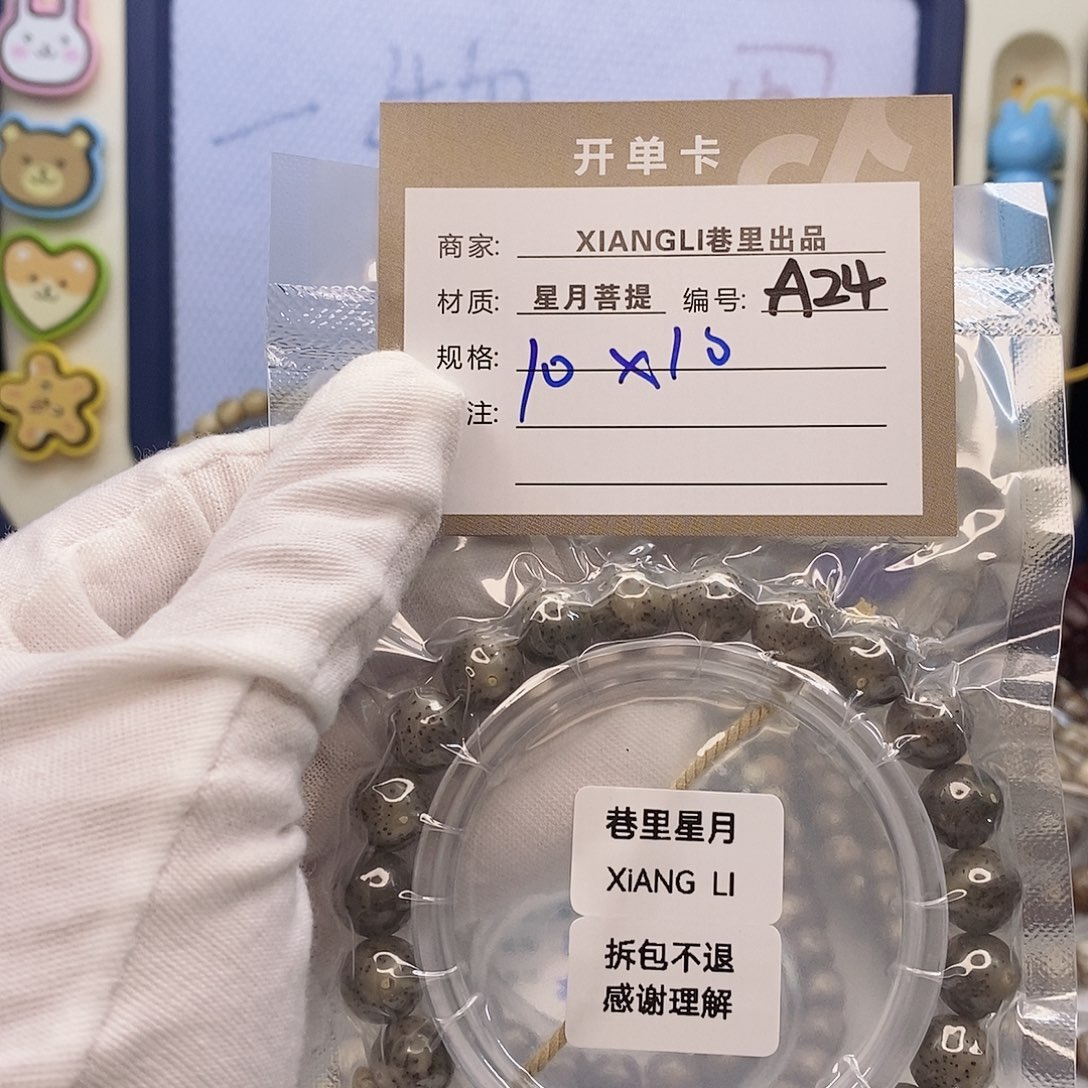 开单卡
商家: XIANGLI巷里出品
材质: 星月菩提 编号: A24
规格: 10×10
注:
巷里星月
XiANG LI
拆包不退
感谢理解